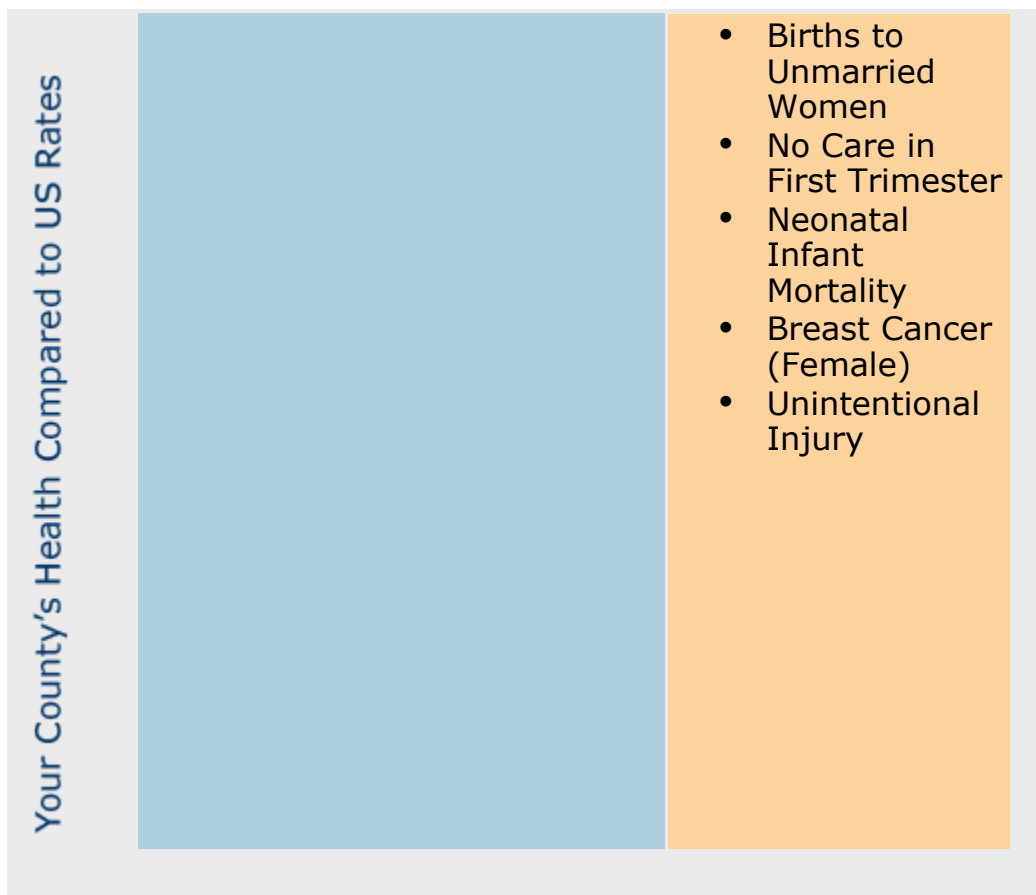 Your County's Health Compared to US Rates
• Births to
Unmarried
Women
• No Care in
First Trimester
• Neonatal
Infant
Mortality
• Breast Cancer
(Female)
• Unintentional
Injury